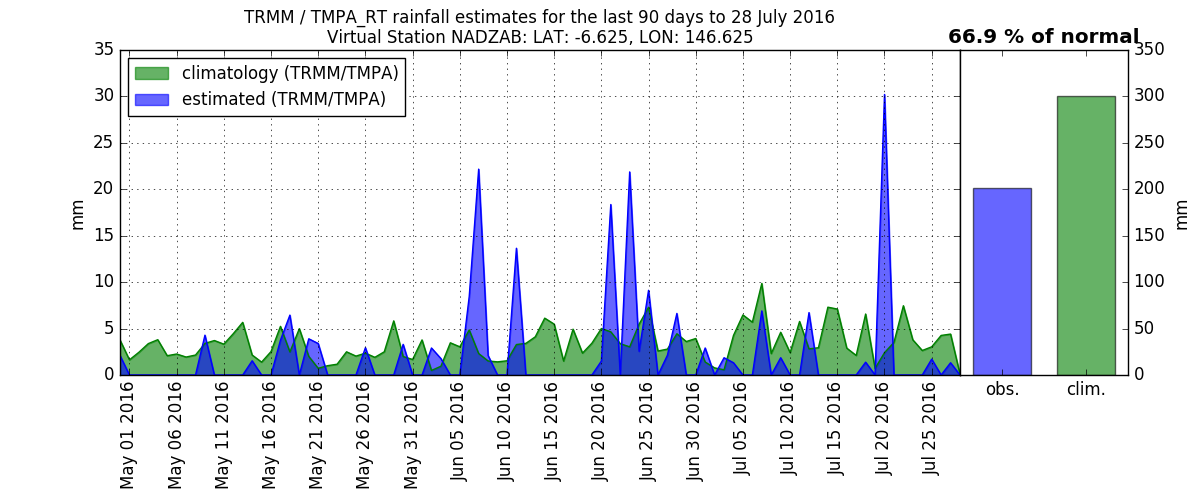 TRMM / TMPA_RT rainfall estimates for the last 90 days to 28 July 2016
Virtual Station NADZAB: LAT: -6.625, LON: 146.625
66.9 % of normal
climatology (TRMM/TMPA)
estimated (TRMM/TMPA)
35
30
25
20
15
10
5
0
mm
350
300
250
200
150
100
50
0
mm
May 01 2016
May 06 2016
May 11 2016
May 16 2016
May 21 2016
May 26 2016
May 31 2016
Jun 05 2016
Jun 10 2016
Jun 15 2016
Jun 20 2016
Jun 25 2016
Jun 30 2016
Jul 05 2016
Jul 10 2016
Jul 15 2016
Jul 20 2016
Jul 25 2016
obs.
clim.